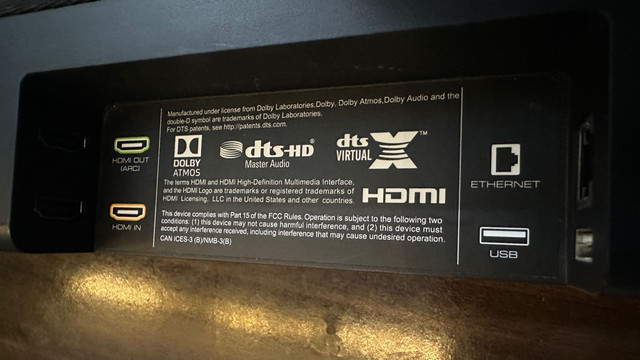 Manufactured under license from Dolby Laboratories.Dolby, Dolby Atmos,Dolby Audio and the
double-D symbol are trademarks of Dolby Laboratories.
For DTS patents, see http://patents.dts.com.
HDMI OUT
(ARC)
DOLBY
ATMOS
dts-HD
Master Audio
dts
VIRTUAL X™
The terms HDMI and HDMI High-Definition Multimedia Interface,
and the HDMI Logo are trademarks or registered trademarks of
HDMI Licensing, LLC in the United States and other countries.
HDMI
HDMI IN
This device complies with Part 15 of the FCC Rules. Operation is subject to the following two
conditions: (1) this device may not cause harmful interference, and (2) this device must
accept any interference received, including interference that may cause undesired operation.
CAN ICES-3 (B)/NMB-3(B)
ETHERNET
USB